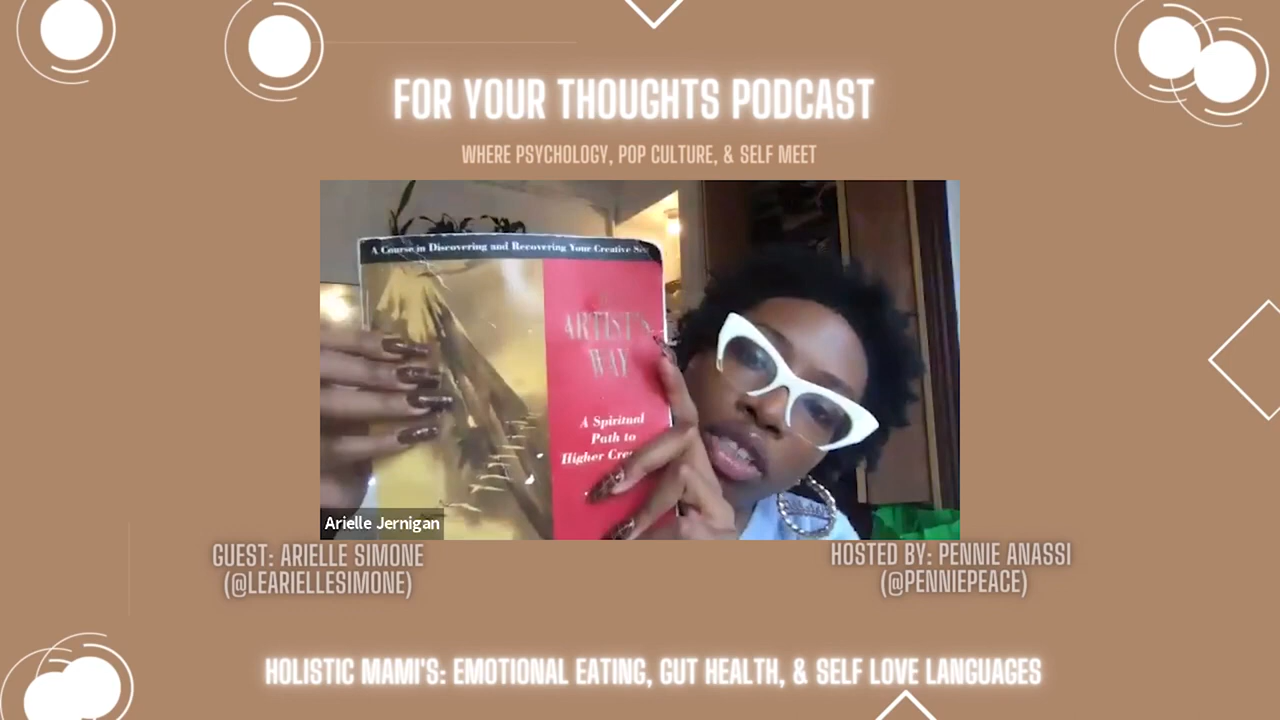 FOR YOUR THOUGHTS PODCAST
WHERE PSYCHOLOGY, POP CULTURE, & SELF MEET
A Course in Discovering and Recovering Your Creative
ARTIST'S
WAY
A Spiritual
Path to
Higher
Arielle Jernigan
GUEST: ARIELLE SIMONE
(@LEARIELLESIMONE)
HOSTED BY: PENNIE ANASSI
(@PENNIEPEACE)
HOLISTIC MAMI'S: EMOTIONAL EATING, GUT HEALTH, & SELF LOVE LANGUAGES